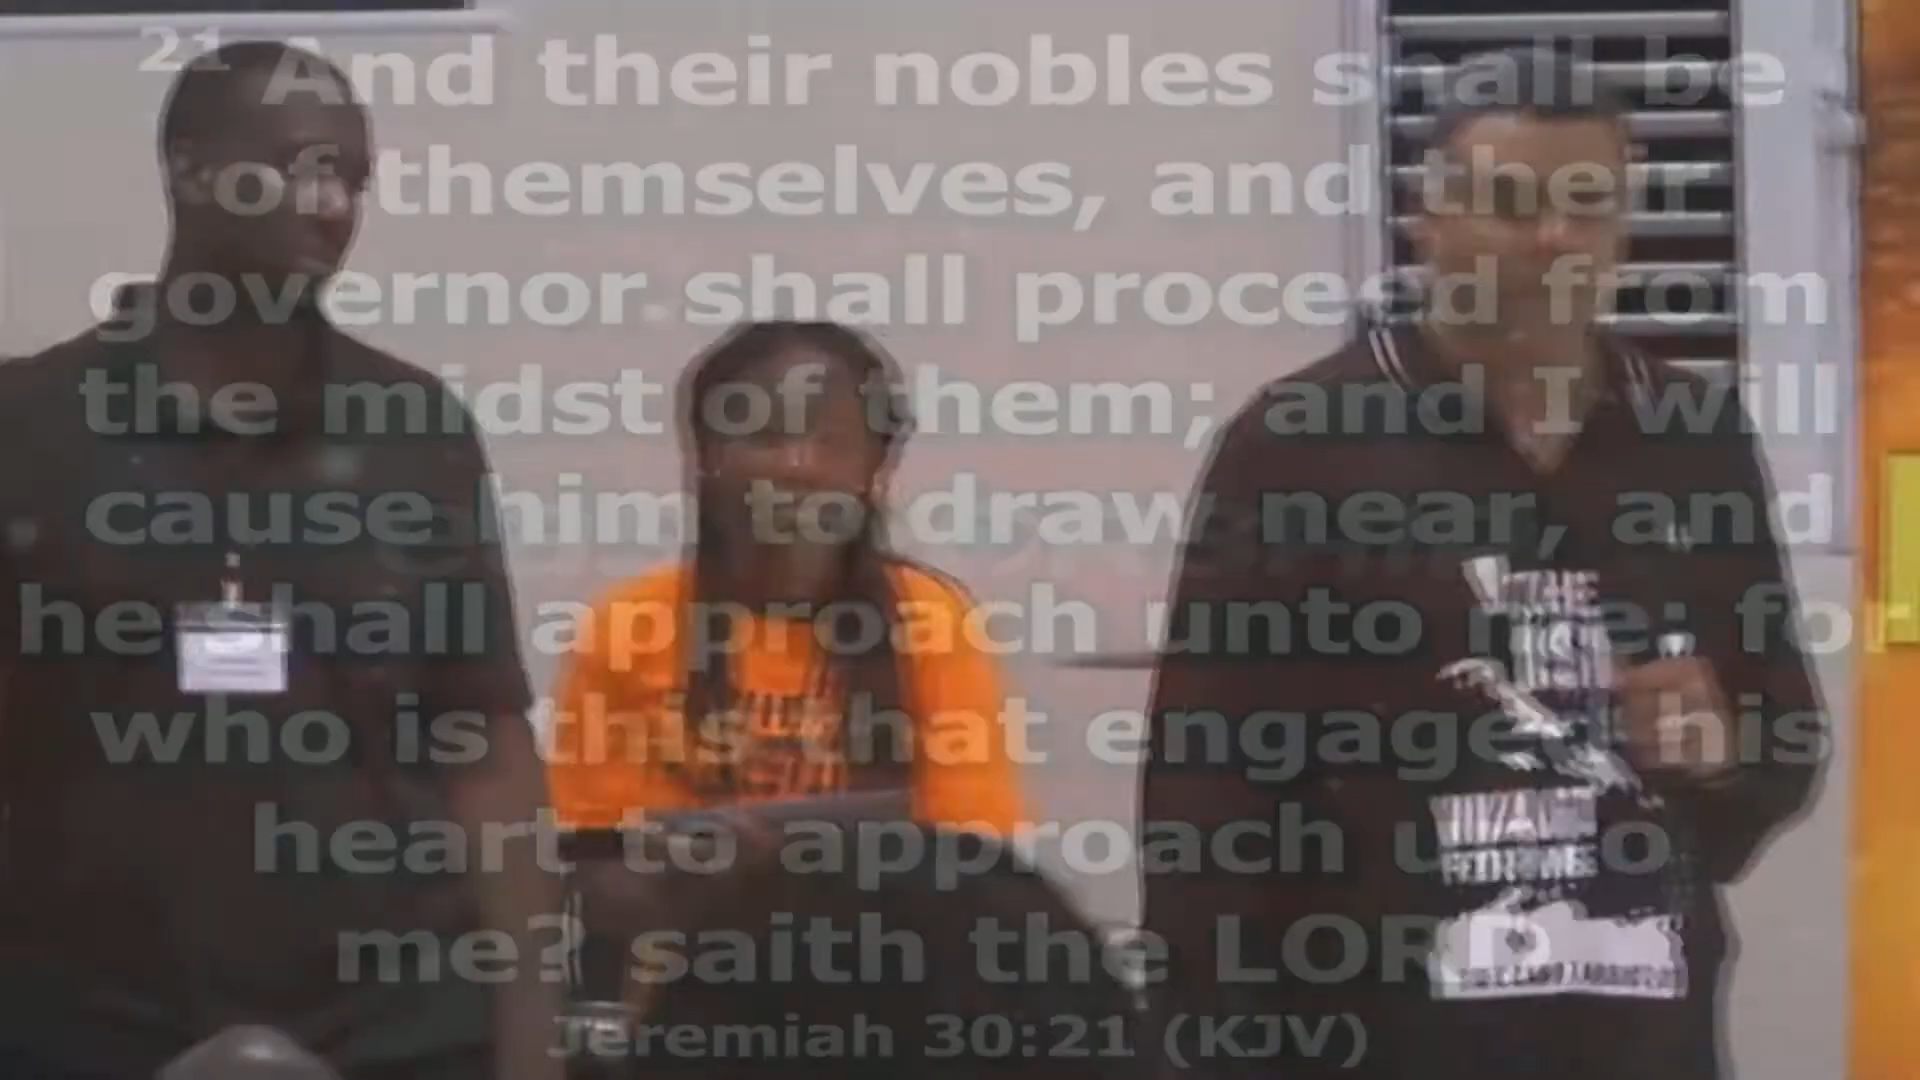 21 And their nobles shall be
of themselves, and their
governor shall proceed from
the midst of them; and I will
cause him to draw near, and
he shall approach unto me: for
who is this that engaged his
heart to approach unto
me? saith the LORD.
Jeremiah 30:21 (KJV)
THE